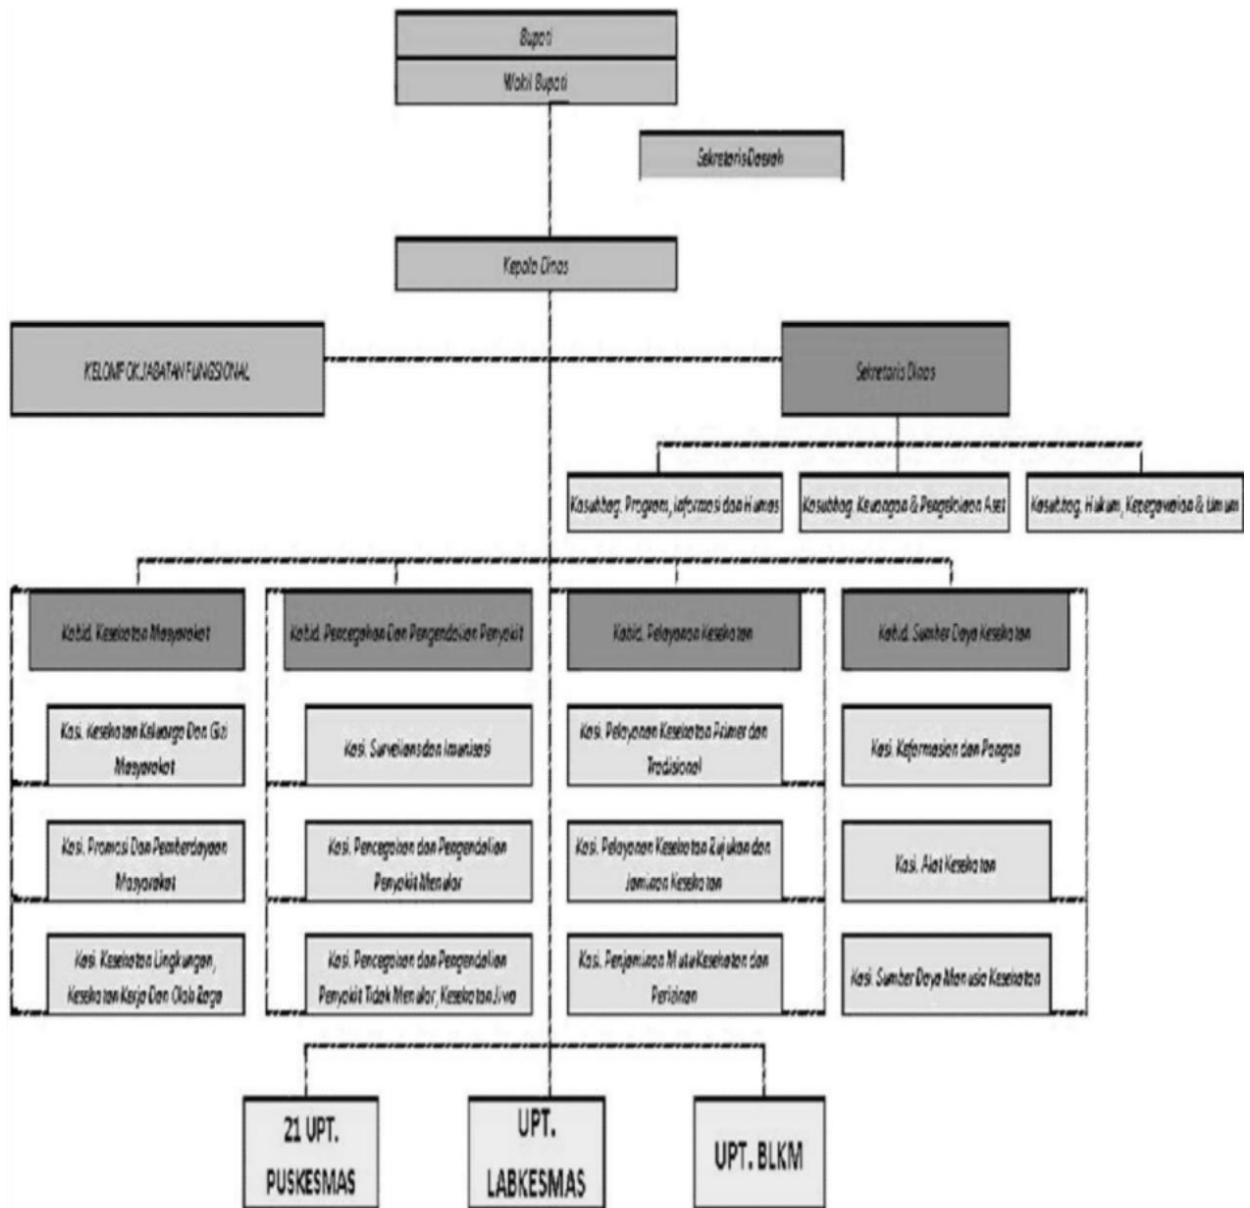 Bupati
Wakil Bupati
Sekretaris Daerah
Kepala Dinas
KELOMPOK JABATAN FUNGSIONAL
Sekretaris Dinas
Kasubbag. Program, Informasi dan Humas
Kasubbag. Keuangan & Pengelolaan Aset
Kasubbag. Hukum, Kepegawaian & Umum
Kabid. Kesehatan Masyarakat
Kabid. Pencegahan Dan Pengendalian Penyakit
Kabid. Pelayanan Kesehatan
Kabid. Sumber Daya Kesehatan
Kasi. Kesehatan Keluarga Dan Gizi
Masyarakat
Kasi. Surveilans dan Imunisasi
Kasi. Pelayanan Kesehatan Primer dan
Tradisional
Kasi. Kefarmasian dan Pangan
Kasi. Promosi Dan Pemberdayaan
Masyarakat
Kasi. Pencegahan dan Pengendalian
Penyakit Menular
Kasi. Pelayanan Kesehatan Rujukan dan
Jaminan Kesehatan
Kasi. Alat Kesehatan
Kasi. Kesehatan Lingkungan,
Kesehatan Kerja Dan Olah Raga
Kasi. Pencegahan dan Pengendalian
Penyakit Tidak Menular, Kesehatan Jiwa
Kasi. Penjaminan Mutu Kesehatan dan
Perizinan
Kasi. Sumber Daya Manusia Kesehatan
21 UPT.
PUSKESMAS
UPT.
LABKESMAS
UPT. BLKM